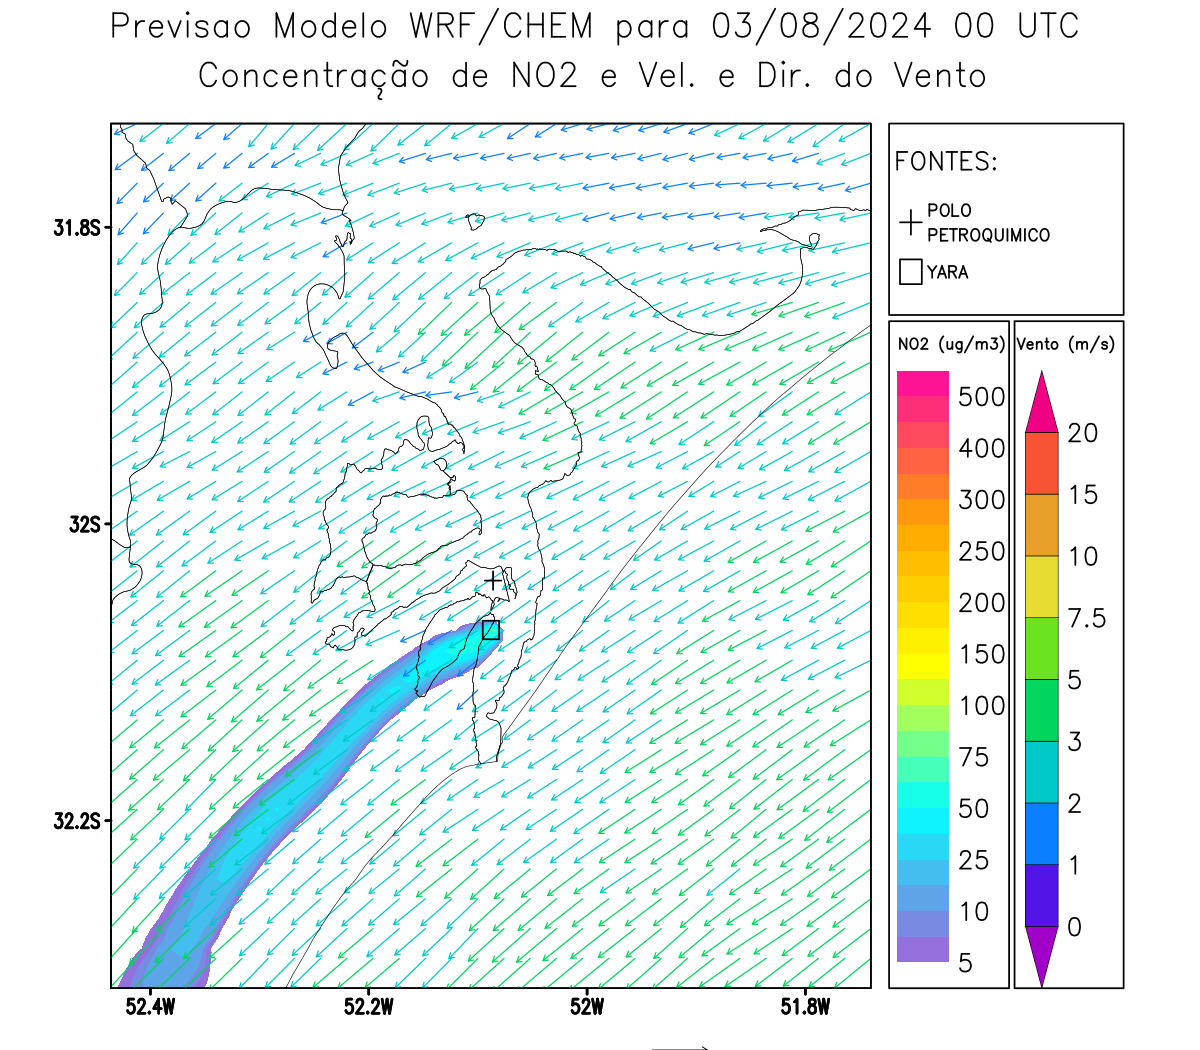 Previsao Modelo WRF/CHEM para 03/08/2024 00 UTC
Concentração de NO2 e Vel. e Dir. do Vento
FONTES:
POLO
PETROQUIMICO
YARA
NO2 (ug/m3)
500
400
300
250
200
150
100
75
50
25
10
5
Vento (m/s)
20
15
10
7.5
5
3
2
1
0
31.8S
32S
32.2S
52.4W
52.2W
52W
51.8W